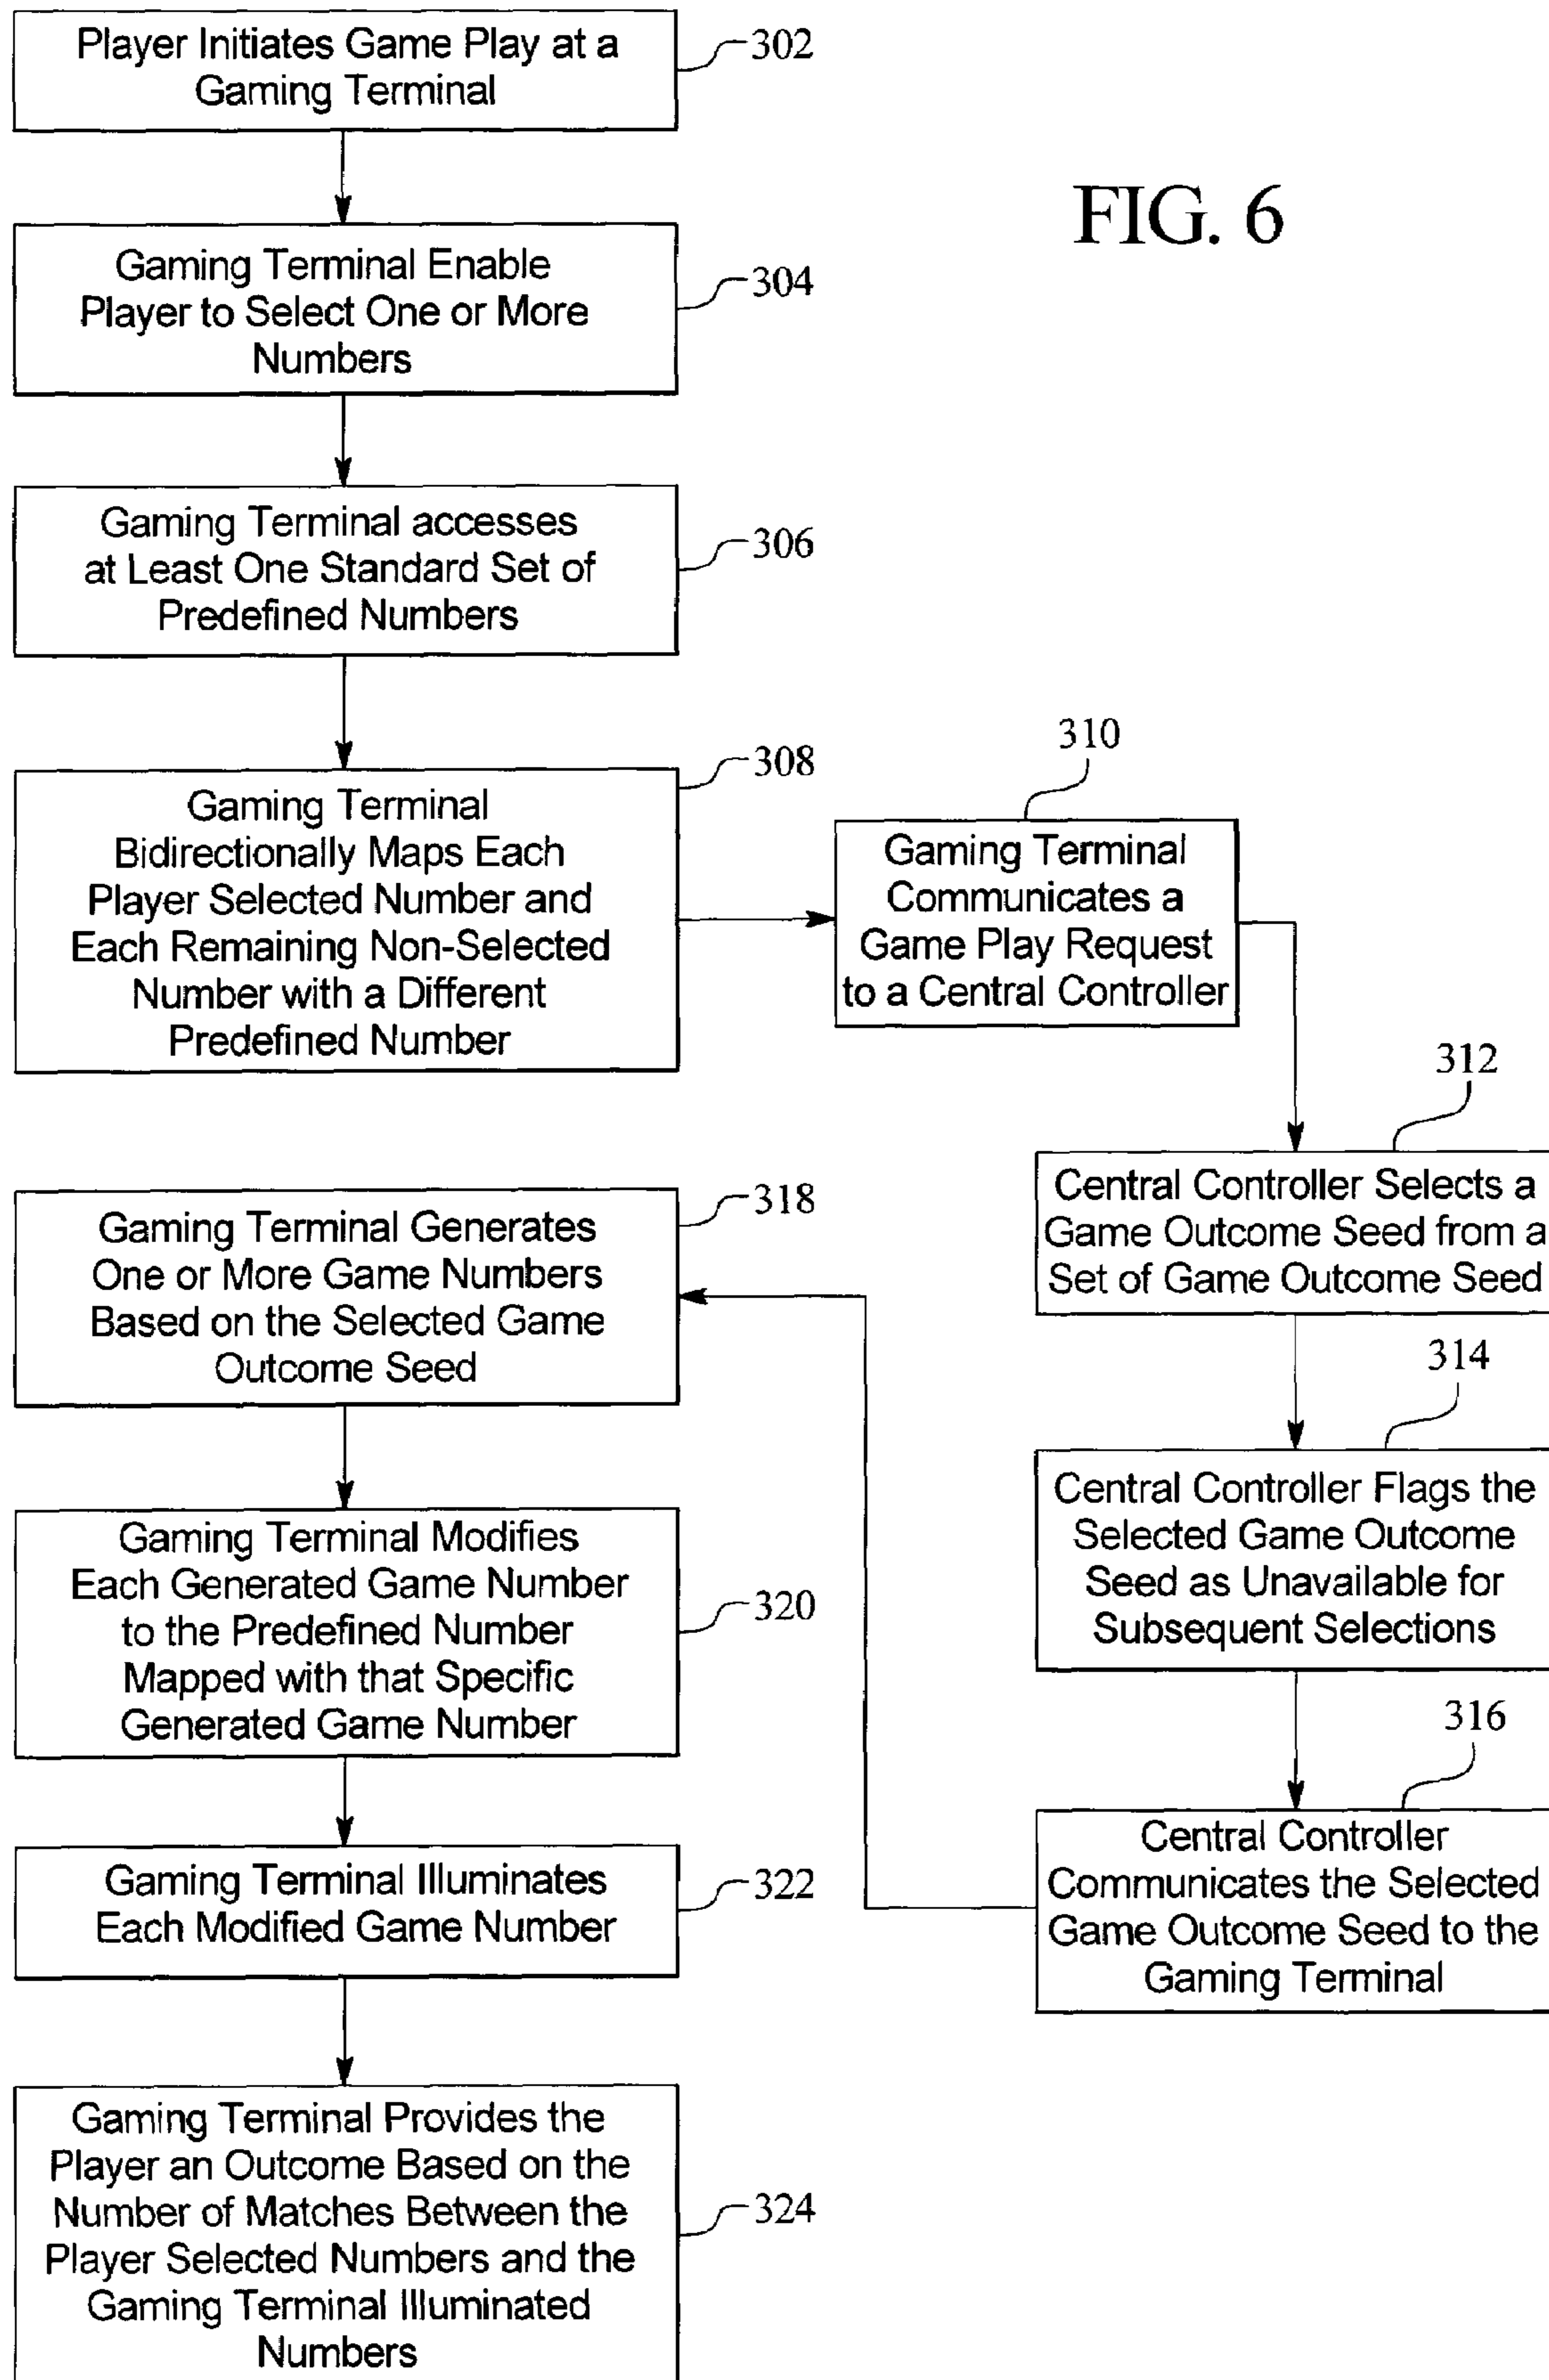 Player Initiates Game Play at a
Gaming Terminal
302
FIG. 6
Gaming Terminal Enable
Player to Select One or More
Numbers
304
Gaming Terminal accesses
at Least One Standard Set of
Predefined Numbers
306
Gaming Terminal
Bidirectionally Maps Each
Player Selected Number and
Each Remaining Non-Selected
Number with a Different
Predefined Number
308
310
Gaming Terminal
Communicates a
Game Play Request
to a Central Controller
312
Central Controller Selects a
Game Outcome Seed from a
Set of Game Outcome Seed
314
Central Controller Flags the
Selected Game Outcome
Seed as Unavailable for
Subsequent Selections
316
Central Controller
Communicates the Selected
Game Outcome Seed to the
Gaming Terminal
Gaming Terminal Generates
One or More Game Numbers
Based on the Selected Game
Outcome Seed
318
Gaming Terminal Modifies
Each Generated Game Number
to the Predefined Number
Mapped with that Specific
Generated Game Number
320
Gaming Terminal Illuminates
Each Modified Game Number
322
Gaming Terminal Provides the
Player an Outcome Based on the
Number of Matches Between the
Player Selected Numbers and the
Gaming Terminal Illuminated
Numbers
324